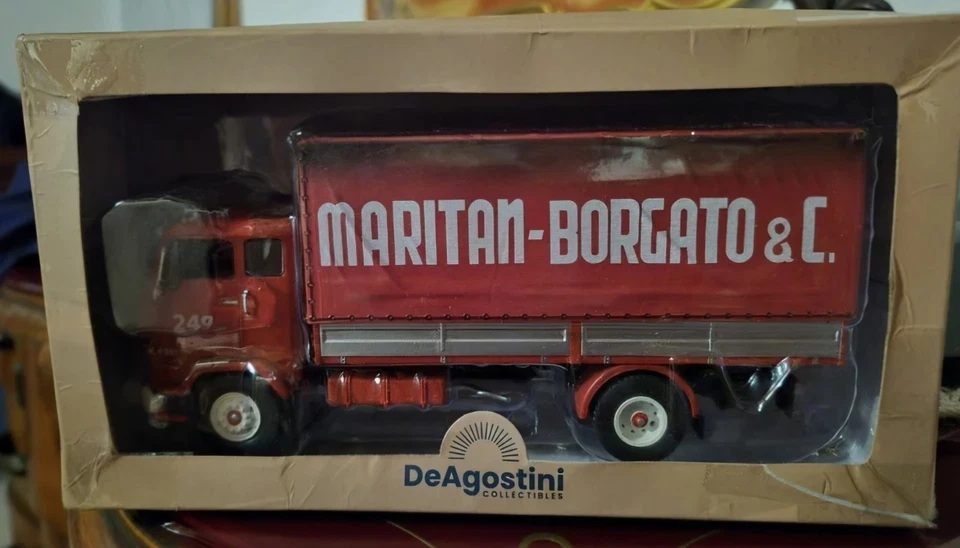 MARITAN-BORGATO & C.
249
DeAgostini
COLLECTIBLES